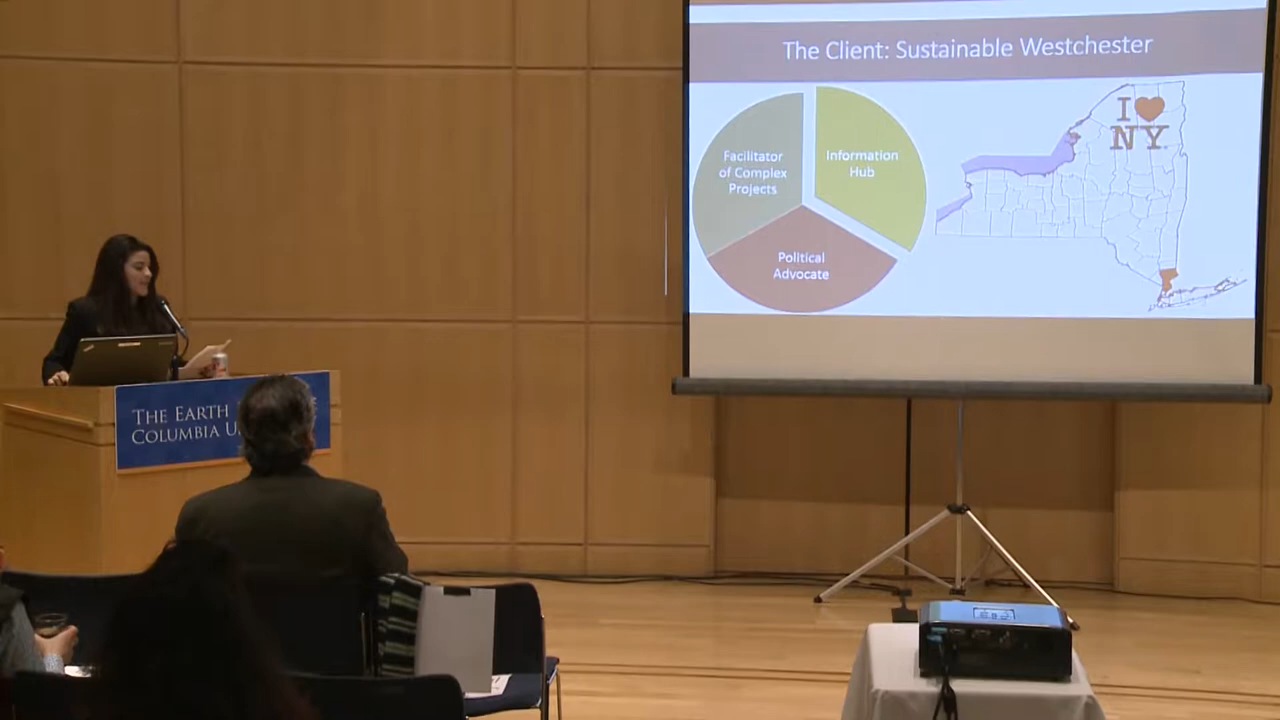 The Client: Sustainable Westchester
Facilitator
of Complex
Projects
Information
Hub
Political
Advocate
I
NY
THE EARTH
COLUMBIA